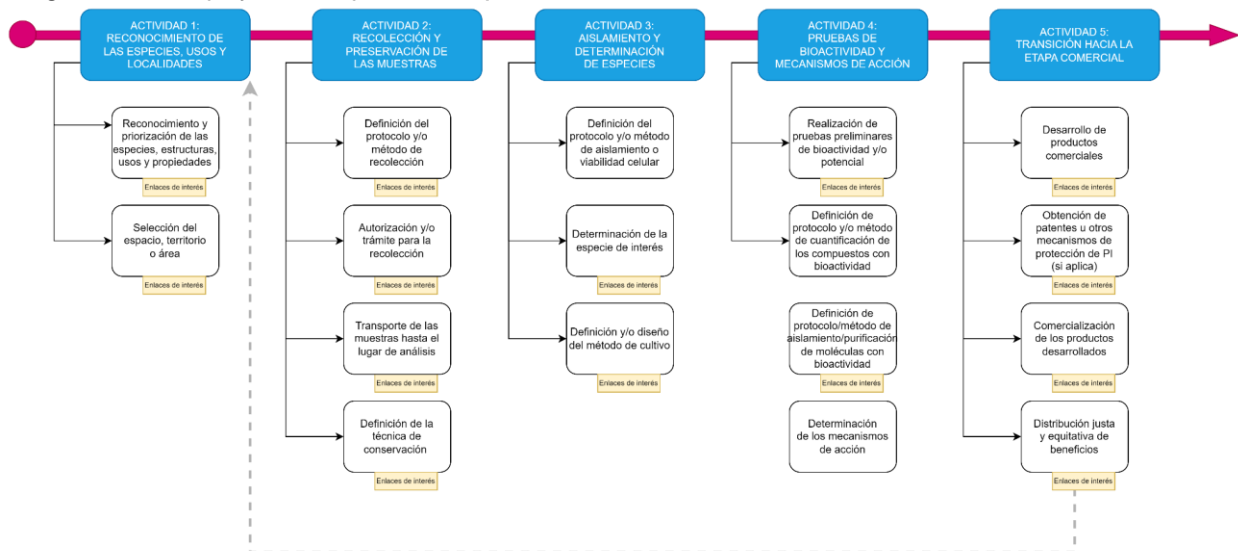 ACTIVIDAD 1:
RECONOCIMIENTO DE
LAS ESPECIES, USOS Y
LOCALIDADES
Reconocimiento y
priorización de las
especies, estructuras,
usos y propiedades
Enlaces de interés
Selección del
espacio, territorio
o área
Enlaces de interés
ACTIVIDAD 2:
RECOLECCIÓN Y
PRESERVACIÓN DE
LAS MUESTRAS
Definición del
protocolo y/o
método de
recolección
Enlaces de interés
Autorización y/o
trámite para la
recolección
Enlaces de interés
Transporte de las
muestras hasta el
lugar de análisis
Enlaces de interés
Definición de la
técnica de
conservación
Enlaces de interés
ACTIVIDAD 3:
AISLAMIENTO Y
DETERMINACIÓN
DE ESPECIES
Definición del
protocolo y/o método
de aislamiento o
viabilidad celular
Determinación de la
especie de interés
Enlaces de interés
Definición y/o diseño
del método de cultivo
Enlaces de interés
ACTIVIDAD 4:
PRUEBAS DE
BIOACTIVIDAD Y
MECANISMOS DE ACCIÓN
Realización de
pruebas preliminares
de bioactividad y/o
potencial
Enlaces de interés
Definición de
protocolo y/o método
de cuantificación de
los compuestos con
bioactividad
Definición de
protocolo/método de
aislamiento/purificación
de moléculas con
bioactividad
Enlaces de interés
Determinación
de los mecanismos
de acción
ACTIVIDAD 5:
TRANSICIÓN HACIA LA
ETAPA COMERCIAL
Desarrollo de
productos
comerciales
Enlaces de interés
Obtención de
patentes u otros
mecanismos de
protección de PI
(si aplica)
Enlaces de interés
Comercialización
de los productos
desarrollados
Enlaces de interés
Distribución justa
y equitativa de
beneficios
Enlaces de interés